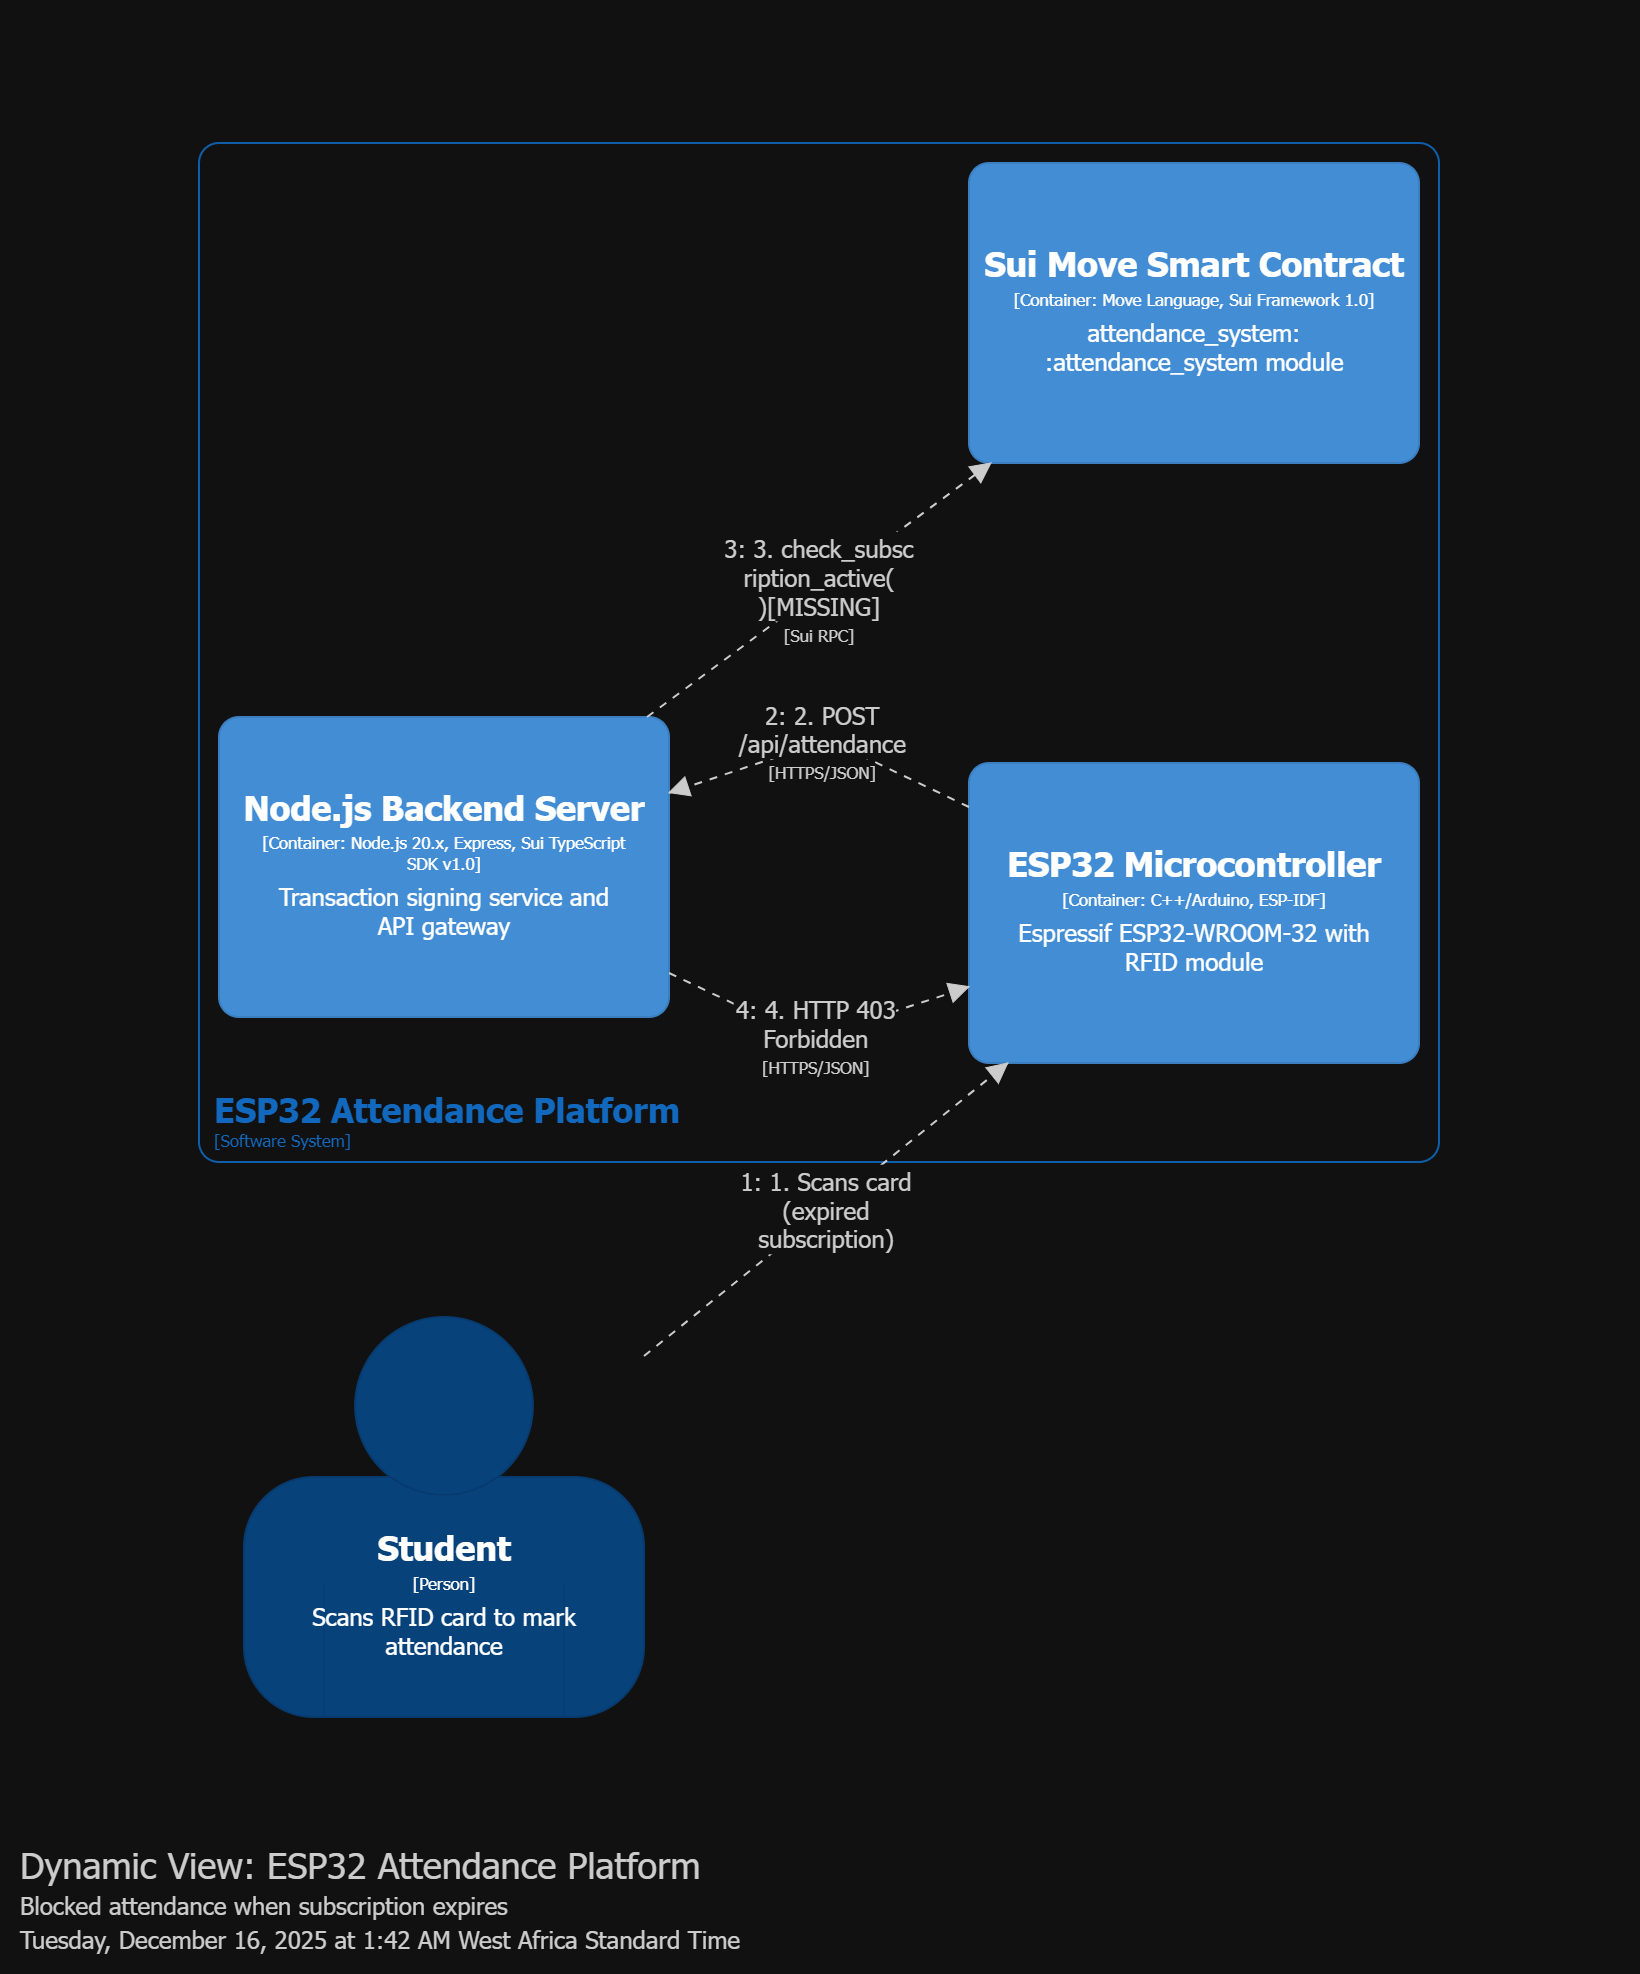 Sui Move Smart Contract
[Container: Move Language, Sui Framework 1.0]
attendance_system:
:attendance_system module
3: 3. check_subsc
ription_active(
)[MISSING]
[Sui RPC]
2: 2. POST
/api/attendance
[HTTPS/JSON]
Node.js Backend Server
[Container: Node.js 20.x, Express, Sui TypeScript
SDK v1.0]
Transaction signing service and
API gateway
ESP32 Microcontroller
[Container: C++/Arduino, ESP-IDF]
Espressif ESP32-WROOM-32 with
RFID module
4: 4. HTTP 403
Forbidden
[HTTPS/JSON]
ESP32 Attendance Platform
[Software System]
1: 1. Scans card
(expired
subscription)
Student
[Person]
Scans RFID card to mark
attendance
Dynamic View: ESP32 Attendance Platform
Blocked attendance when subscription expires
Tuesday, December 16, 2025 at 1:42 AM West Africa Standard Time